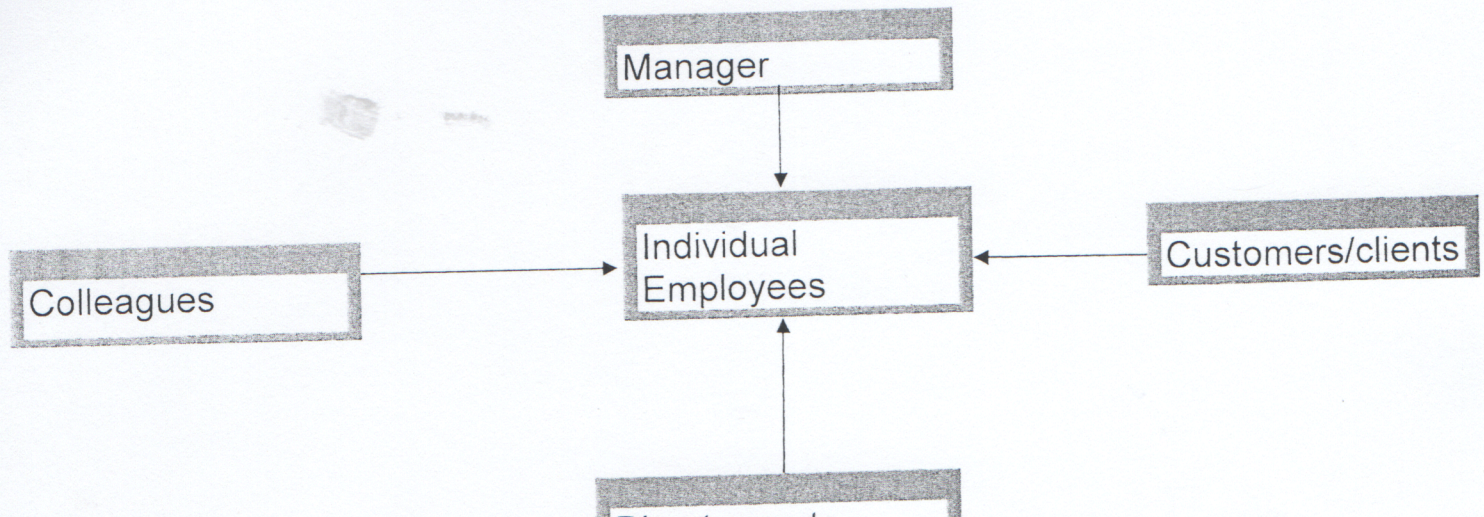 Manager
Individual
Employees
Customers/clients
Colleagues